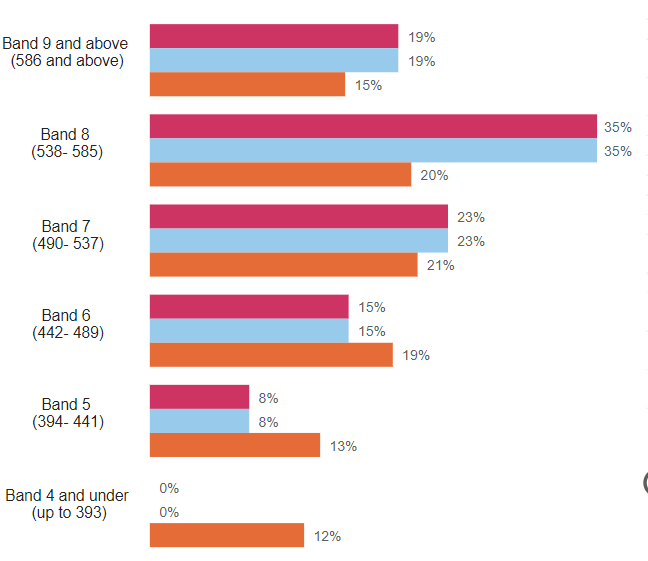 Band 9 and above
(586 and above)
19%
19%
15%
Band 8
(538- 585)
35%
35%
20%
Band 7
(490- 537)
23%
23%
21%
Band 6
(442- 489)
15%
15%
19%
Band 5
(394- 441)
8%
8%
13%
Band 4 and under
(up to 393)
0%
0%
12%